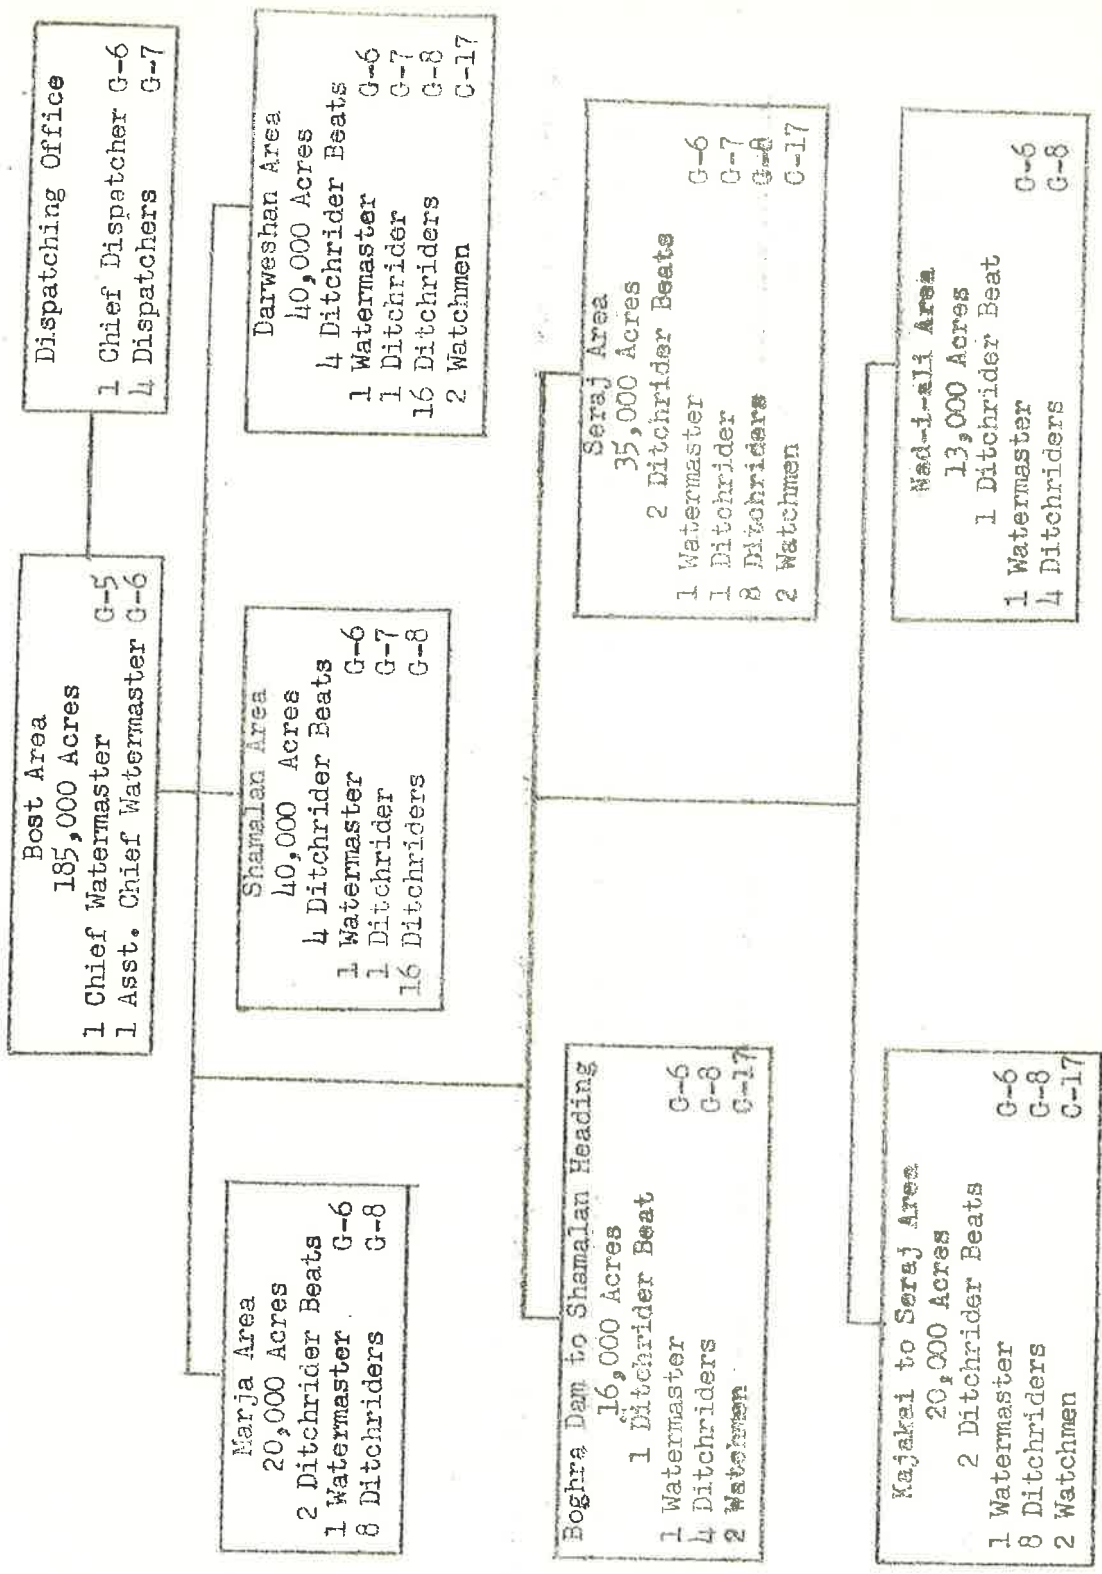 Bost Area
185,000 Acres
1 Chief Watermaster G-5
1 Asst. Chief Watermaster G-6
Dispatching Office
1 Chief Dispatcher G-6
4 Dispatchers G-7
Marja Area
20,000 Acres
2 Ditchrider Beats
1 Watermaster G-6
8 Ditchriders G-8
Shamalan Area
40,000 Acres
4 Ditchrider Beats
1 Watermaster G-6
1 Ditchrider G-7
16 Ditchriders G-8
Darweshan Area
40,000 Acres
4 Ditchrider Beats
1 Watermaster G-6
1 Ditchrider G-7
16 Ditchriders G-8
2 Watchmen C-17
Boghra Dam to Shamalan Heading
16,000 Acres
1 Ditchrider Beat
1 Watermaster G-6
4 Ditchriders G-8
2 Watchmen C-17
Seraj Area
35,000 Acres
2 Ditchrider Beats
1 Watermaster G-6
1 Ditchrider G-7
8 Ditchriders G-8
2 Watchmen C-17
Kajakai to Seraj Area
20,000 Acres
2 Ditchrider Beats
1 Watermaster G-6
8 Ditchriders G-8
2 Watchmen C-17
Nad-i-ali Area
13,000 Acres
1 Ditchrider Beat
1 Watermaster G-6
4 Ditchriders G-8